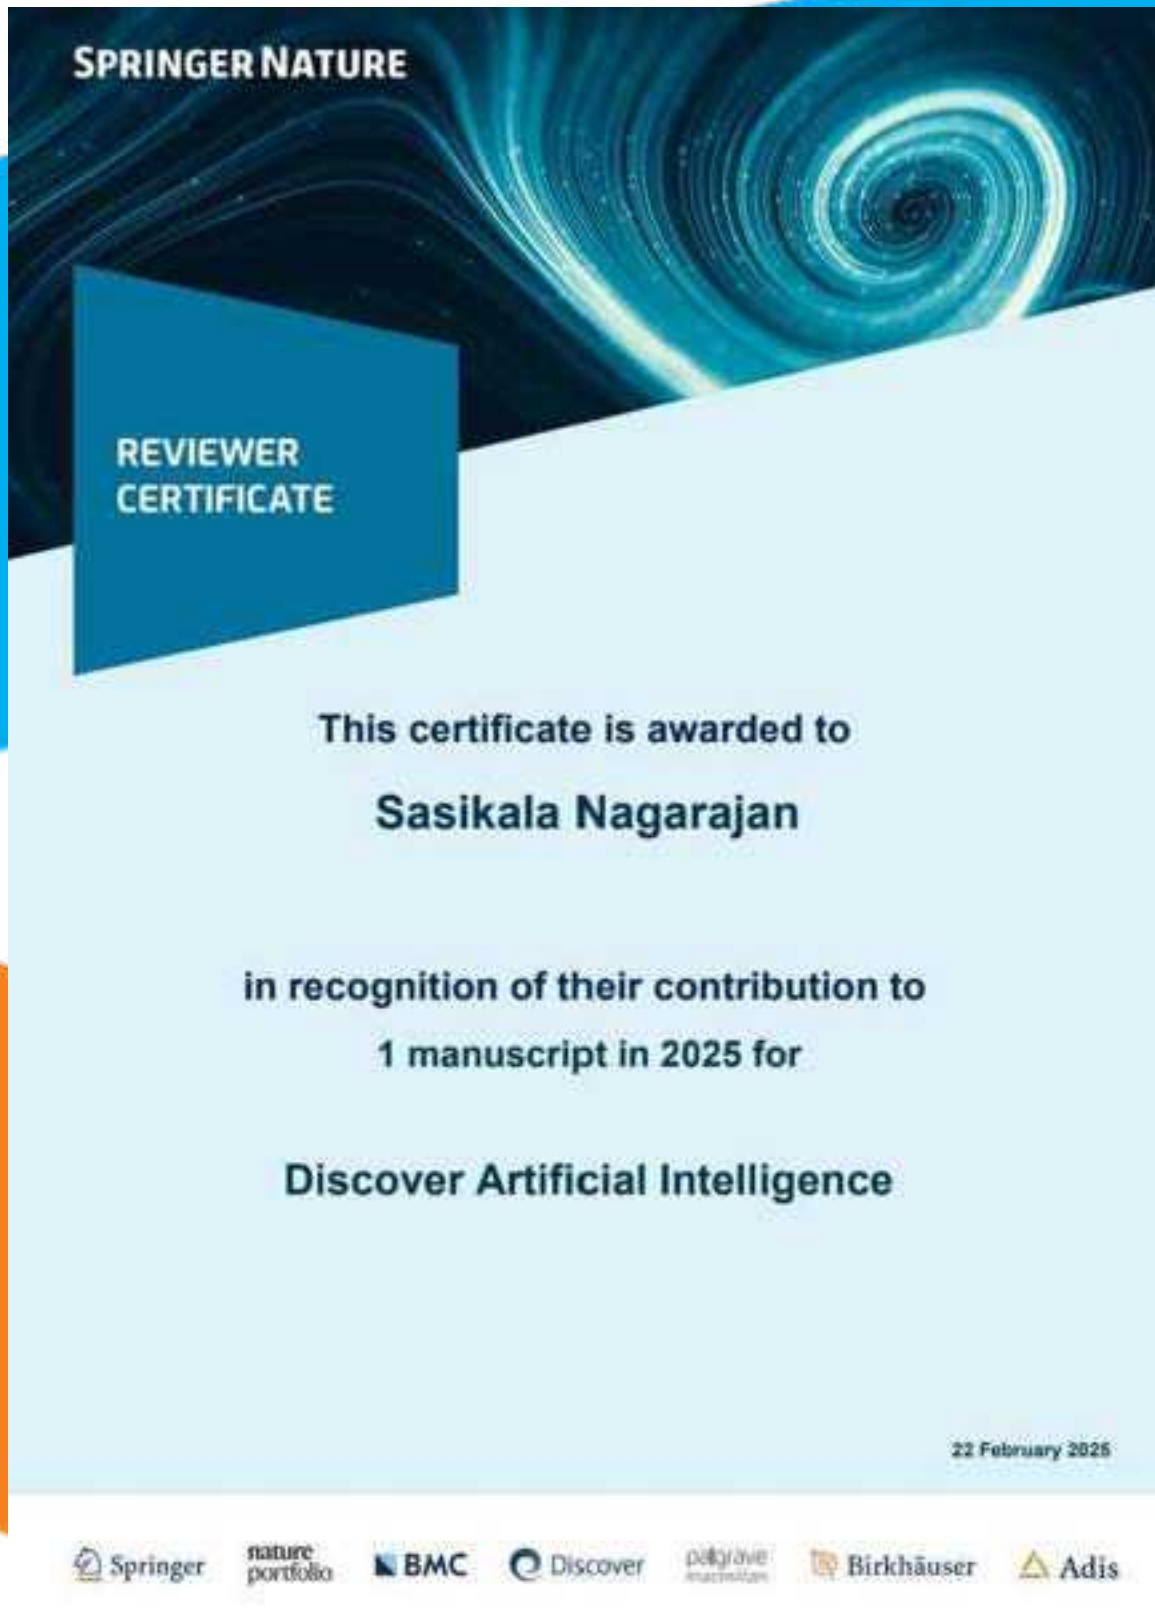 SPRINGER NATURE
REVIEWER
CERTIFICATE
This certificate is awarded to
Sasikala Nagarajan
in recognition of their contribution to
1 manuscript in 2025 for
Discover Artificial Intelligence
22 February 2025
Springer
nature portfolio
BMC
Discover
palgrave macmillan
Birkhäuser
Adis